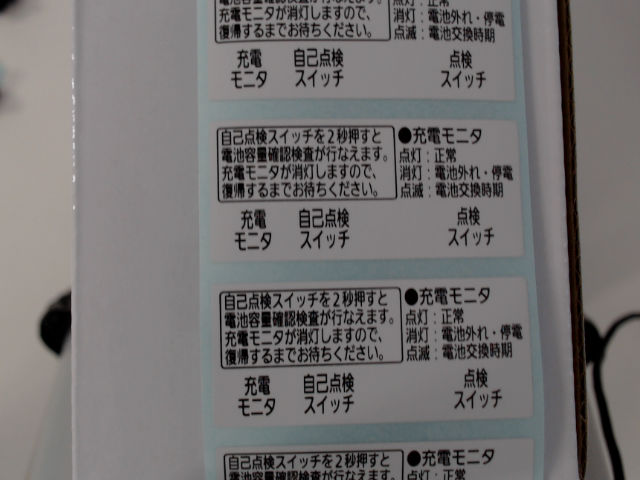 電池容量確認検査が行なえます。
充電モニタが消灯しますので、
復帰するまでお待ちください。
点灯：正常
消灯：電池外れ・停電
点滅：電池交換時期
充電
モニタ
自己点検
スイッチ
点検
スイッチ
自己点検スイッチを2秒押すと
電池容量確認検査が行なえます。
充電モニタが消灯しますので、
復帰するまでお待ちください。
●充電モニタ
点灯：正常
消灯：電池外れ・停電
点滅：電池交換時期
充電
モニタ
自己点検
スイッチ
点検
スイッチ
自己点検スイッチを2秒押すと
電池容量確認検査が行なえます。
充電モニタが消灯しますので、
復帰するまでお待ちください。
●充電モニタ
点灯：正常
消灯：電池外れ・停電
点滅：電池交換時期
充電
モニタ
自己点検
スイッチ
点検
スイッチ
自己点検スイッチを2秒押すと
電池容量確認検査が行なえます。
●充電モニタ
点灯：正常